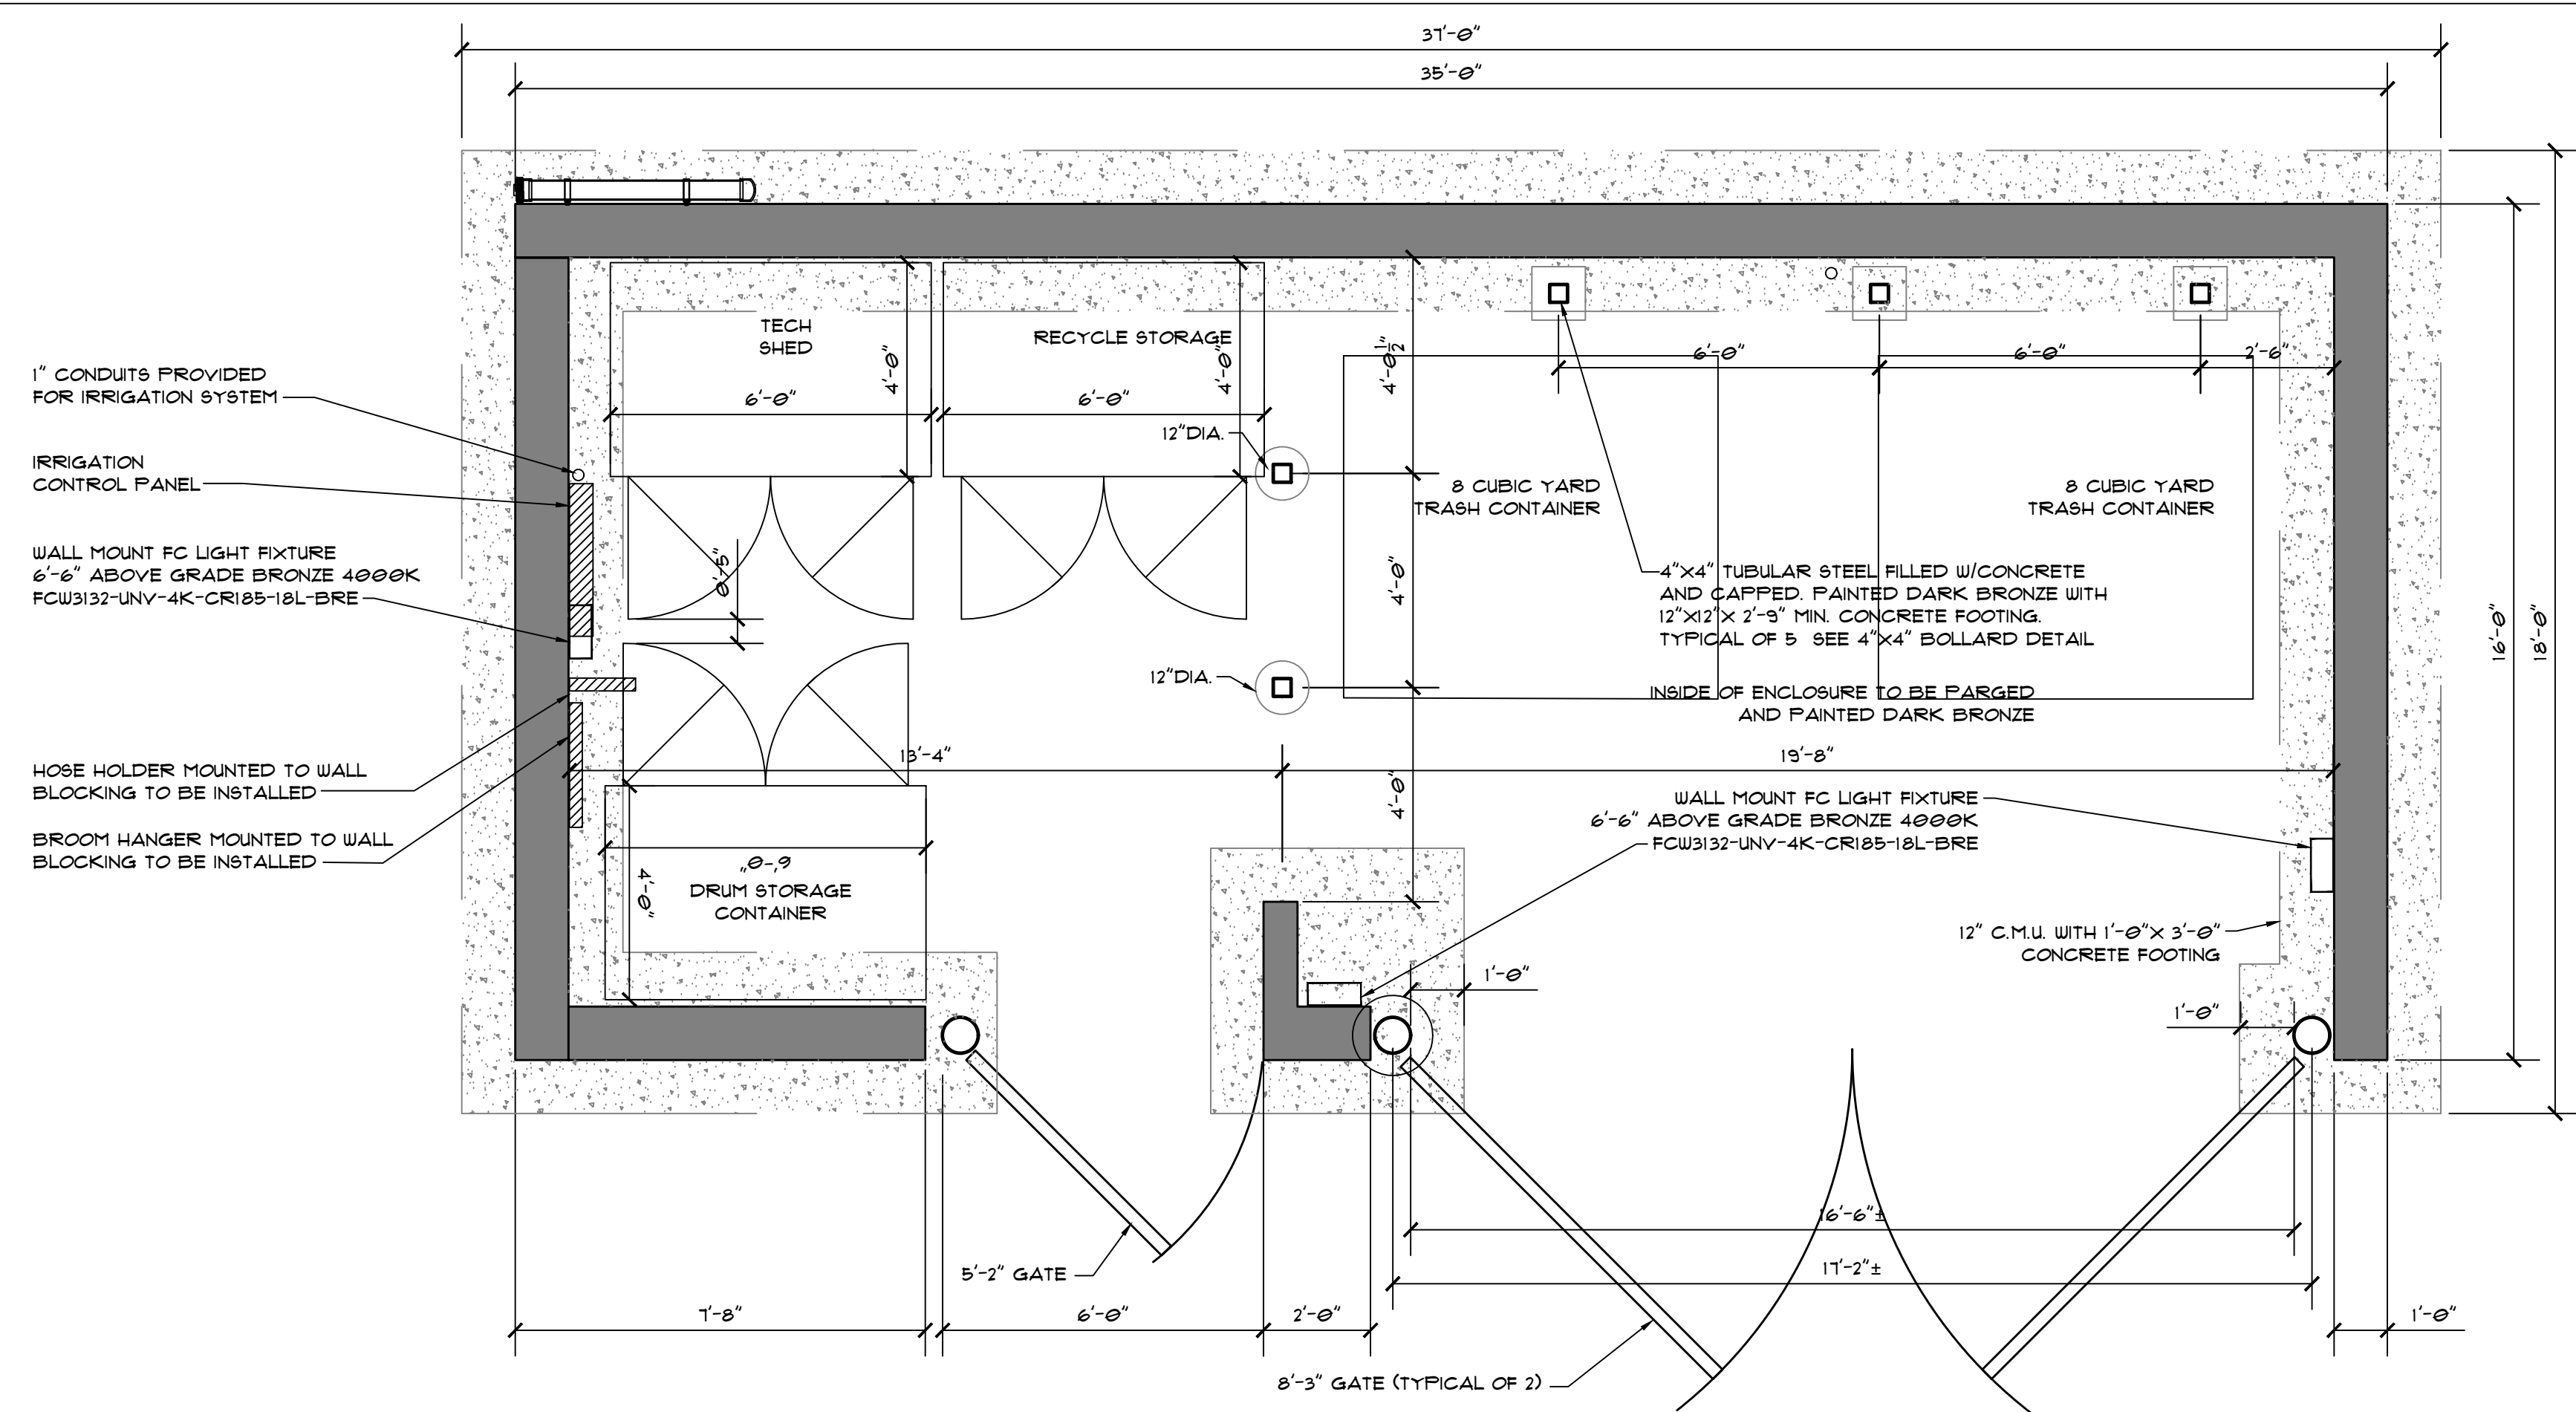 37'-0"
35'-0"
TECH
SHED
RECYCLE STORAGE
4'-0"
4'-0"
4'-0 1/2"
6'-0"
6'-0"
2'-6"
1" CONDUITS PROVIDED
FOR IRRIGATION SYSTEM
6'-0"
6'-0"
12"DIA.
IRRIGATION
CONTROL PANEL
8 CUBIC YARD
TRASH CONTAINER
8 CUBIC YARD
TRASH CONTAINER
WALL MOUNT FC LIGHT FIXTURE
6'-6" ABOVE GRADE BRONZE 4000K
FCW3132-UNV-4K-CRI85-18L-BRE
0'-5"
4'-0"
4"X4" TUBULAR STEEL FILLED W/CONCRETE
AND CAPPED. PAINTED DARK BRONZE WITH
12"X12"X 2'-9" MIN. CONCRETE FOOTING.
TYPICAL OF 5 SEE 4"X4" BOLLARD DETAIL
16'-0"
18'-0"
12"DIA.
INSIDE OF ENCLOSURE TO BE PARGED
AND PAINTED DARK BRONZE
13'-4"
19'-8"
HOSE HOLDER MOUNTED TO WALL
BLOCKING TO BE INSTALLED
4'-0"
WALL MOUNT FC LIGHT FIXTURE
6'-6" ABOVE GRADE BRONZE 4000K
FCW3132-UNV-4K-CRI85-18L-BRE
BROOM HANGER MOUNTED TO WALL
BLOCKING TO BE INSTALLED
6'-0"
4'-0"
DRUM STORAGE
CONTAINER
12" C.M.U. WITH 1'-0"X 3'-0"
CONCRETE FOOTING
1'-0"
1'-0"
16'-6"±
17'-2"±
5'-2" GATE
7'-8"
6'-0"
2'-0"
1'-0"
8'-3" GATE (TYPICAL OF 2)